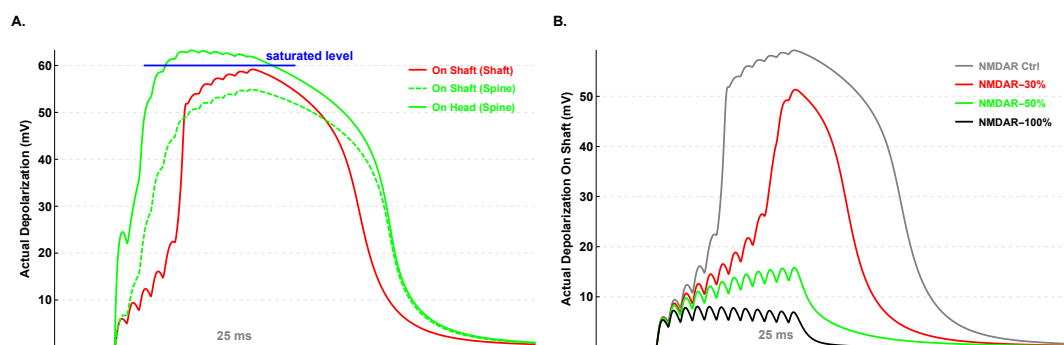 A.
saturated level
On Shaft (Shaft)
On Shaft (Spine)
On Head (Spine)
Actual Depolarization (mV)
60
50
40
30
20
10
25 ms
B.
NMDAR Ctrl
NMDAR−30%
NMDAR−50%
NMDAR−100%
Actual Depolarization On Shaft (mV)
50
40
30
20
10
25 ms